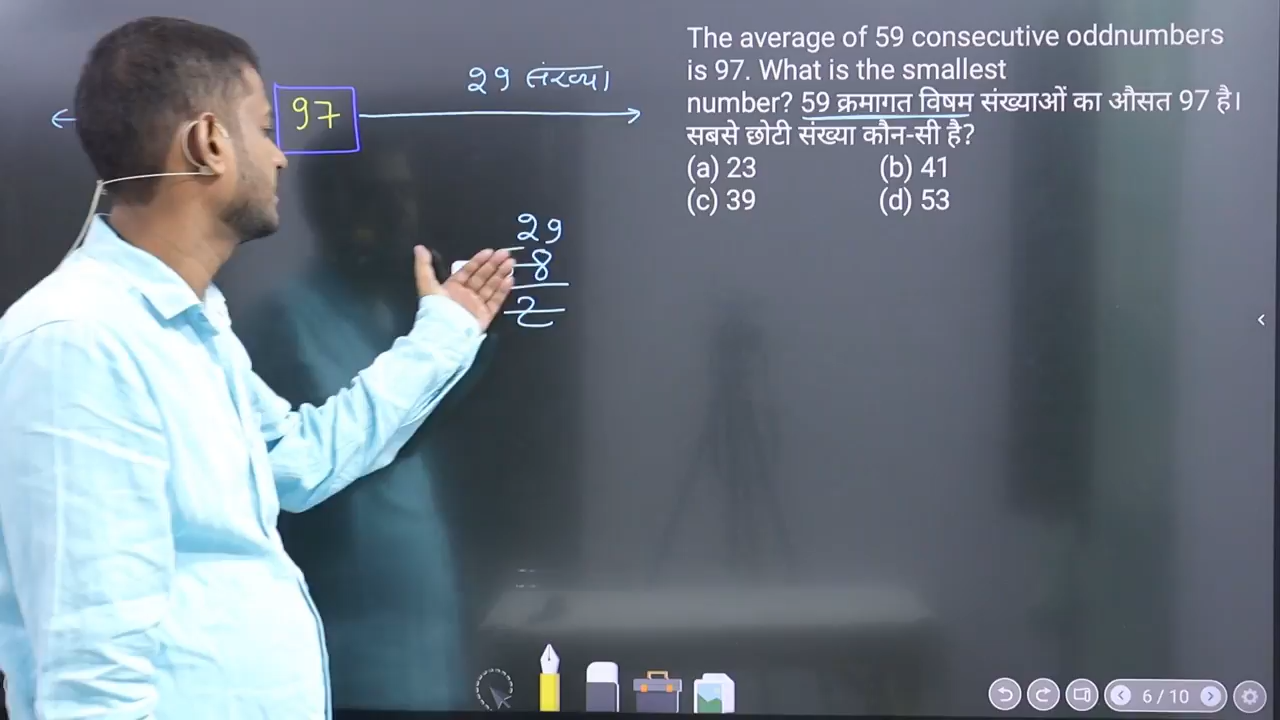 The average of 59 consecutive oddnumbers
is 97. What is the smallest
number? 59 क्रमागत विषम संख्याओं का औसत 97 है।
सबसे छोटी संख्या कौन-सी है?
(a) 23 (b) 41
(c) 39 (d) 53
29 संख्या
97
29
8
2
6 / 10